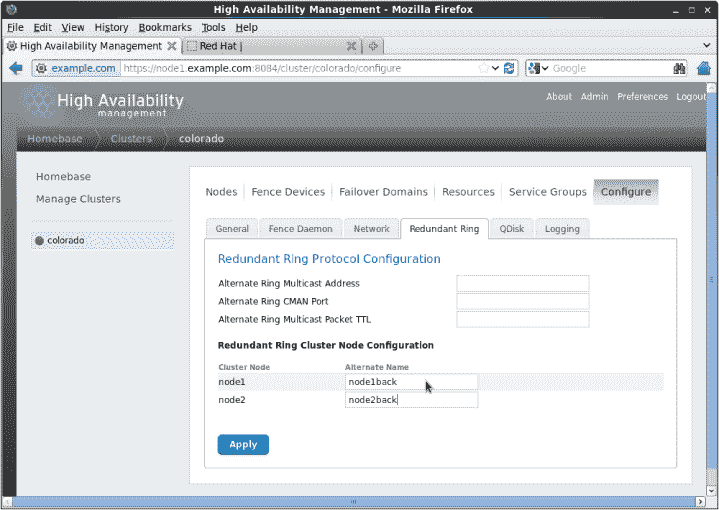 High Availability Management - Mozilla Firefox
File Edit View History Bookmarks Tools Help
High Availability Management
Red Hat |
example.com https://node1.example.com:8084/cluster/colorado/configure
Google
High Availability
management
About Admin Preferences Logout
Homebase Clusters colorado
Homebase
Manage Clusters
colorado
Nodes Fence Devices Failover Domains Resources Service Groups Configure
General Fence Daemon Network Redundant Ring QDisk Logging
Redundant Ring Protocol Configuration
Alternate Ring Multicast Address
Alternate Ring CMAN Port
Alternate Ring Multicast Packet TTL
Redundant Ring Cluster Node Configuration
Cluster Node Alternate Name
node1 node1back
node2 node2back
Apply